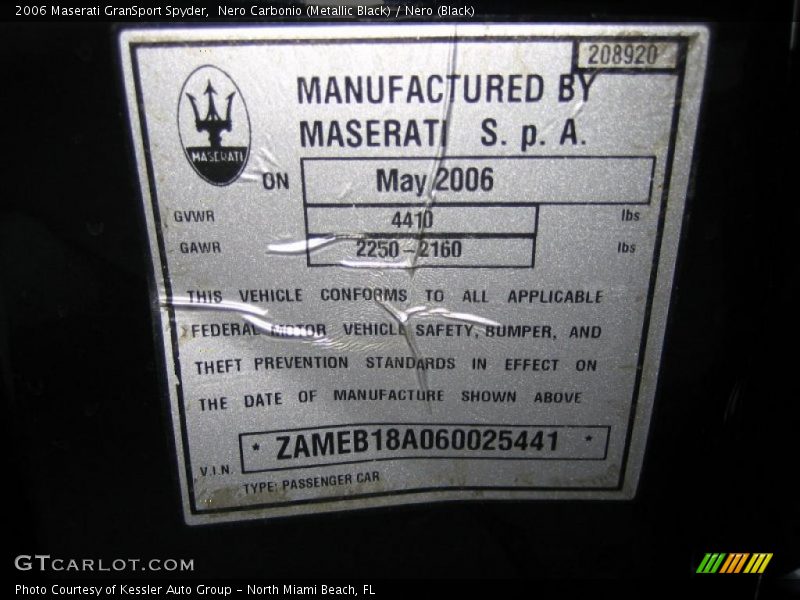 2006 Maserati GranSport Spyder,  Nero Carbonio (Metallic Black) / Nero (Black)
208920
MANUFACTURED BY
MASERATI S. p. A.
MASERATI
ON May 2006
GVWR 4410 lbs
GAWR 2250 - 2160 lbs
THIS VEHICLE CONFORMS TO ALL APPLICABLE
FEDERAL MOTOR VEHICLE SAFETY, BUMPER, AND
THEFT PREVENTION STANDARDS IN EFFECT ON
THE DATE OF MANUFACTURE SHOWN ABOVE
V.I.N. * ZAMEB18A060025441 *
TYPE: PASSENGER CAR
GTCARLOT.COM
Photo Courtesy of Kessler Auto Group - North Miami Beach, FL